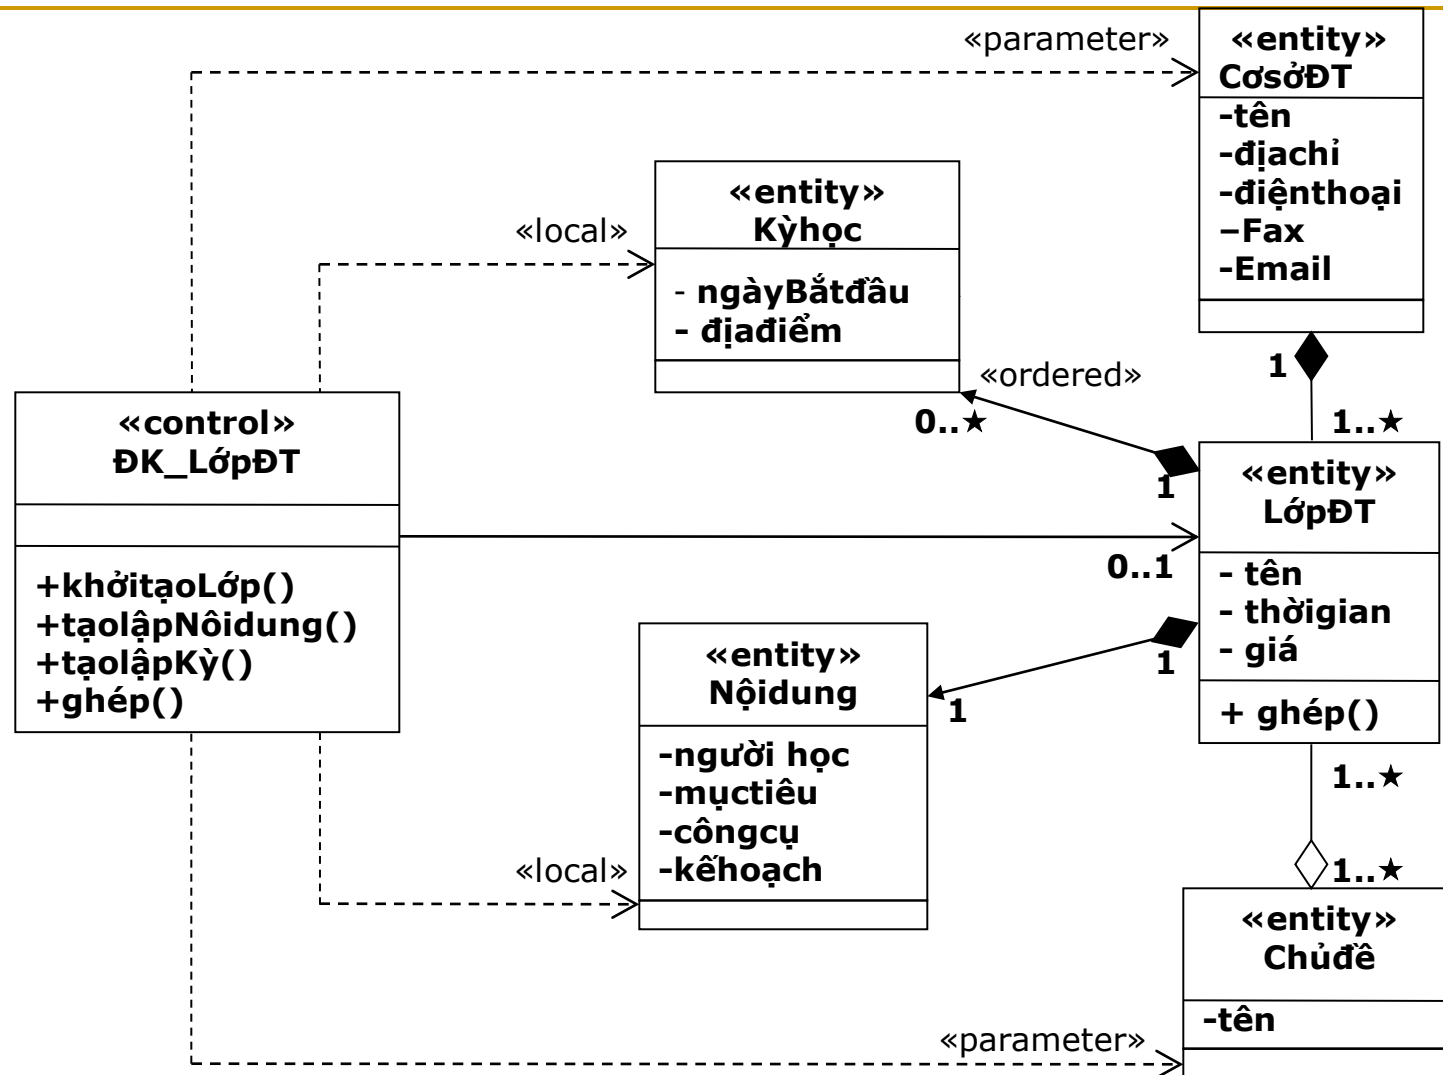 «parameter»
«entity»
CơsởĐT
-tên
-địachỉ
-điệnthoại
–Fax
-Email
«local»
«entity»
Kỳhọc
- ngàyBắtđầu
- địađiểm
«ordered»
0..★
1
1
1..★
«control»
ĐK_LớpĐT
+khởitạoLớp()
+tạolậpNôidung()
+tạolậpKỳ()
+ghép()
0..1
«entity»
LớpĐT
- tên
- thờigian
- giá
+ ghép()
1
1
«entity»
Nộidung
-người học
-mụctiêu
-côngcụ
-kếhoạch
«local»
1..★
1..★
«entity»
Chủđề
-tên
«parameter»